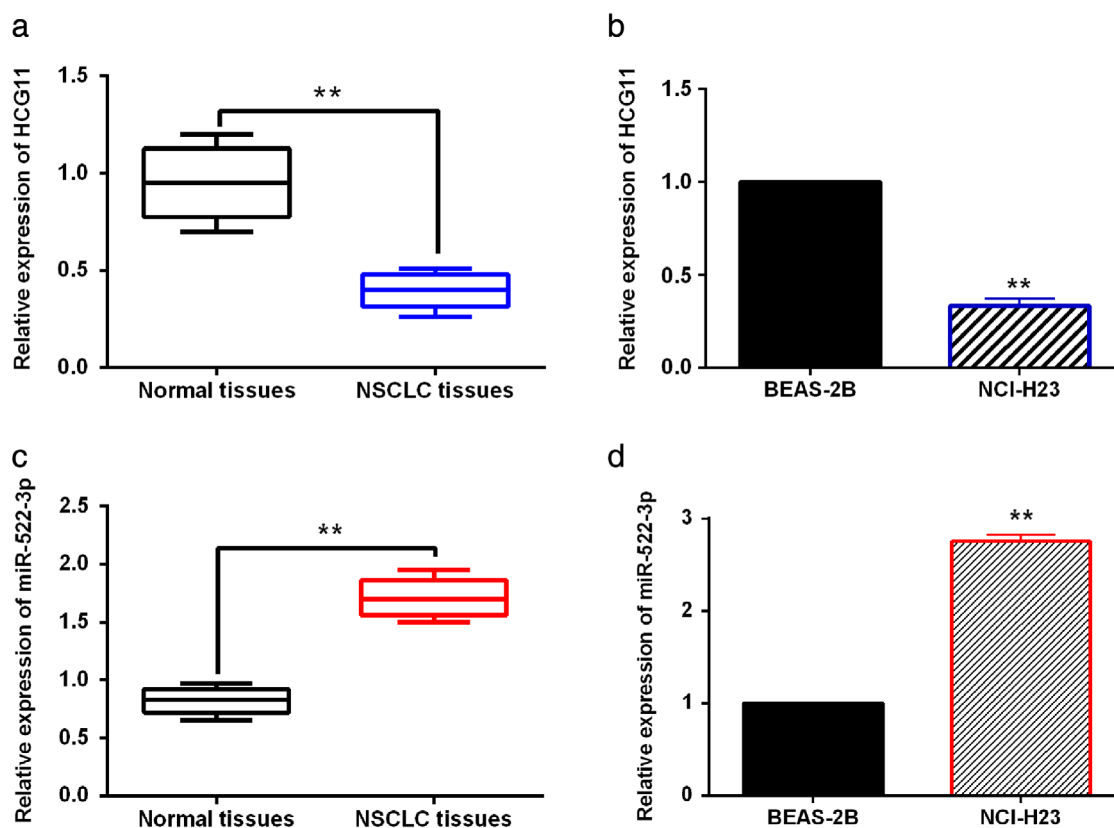 a
Relative expression of HCG11
1.5
1.0
0.5
0.0
**
Normal tissues
NSCLC tissues
b
Relative expression of HCG11
1.5
1.0
0.5
0.0
**
BEAS-2B
NCI-H23
c
Relative expression of miR-522-3p
2.5
2.0
1.5
1.0
0.5
0.0
**
Normal tissues
NSCLC tissues
d
Relative expression of miR-522-3p
3
2
1
0
**
BEAS-2B
NCI-H23